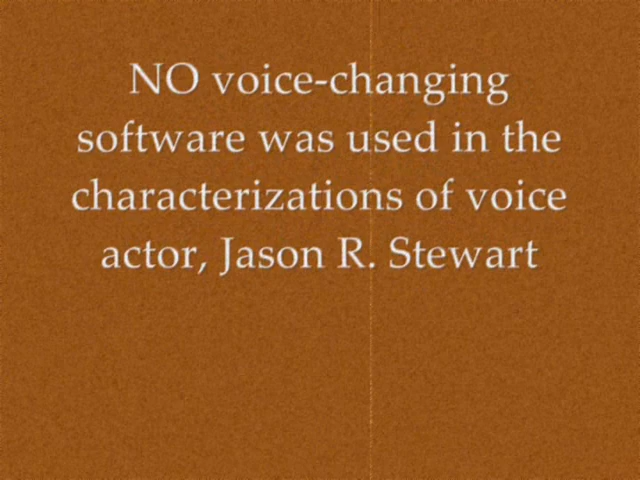 NO voice-changing
software was used in the
characterizations of voice
actor, Jason R. Stewart